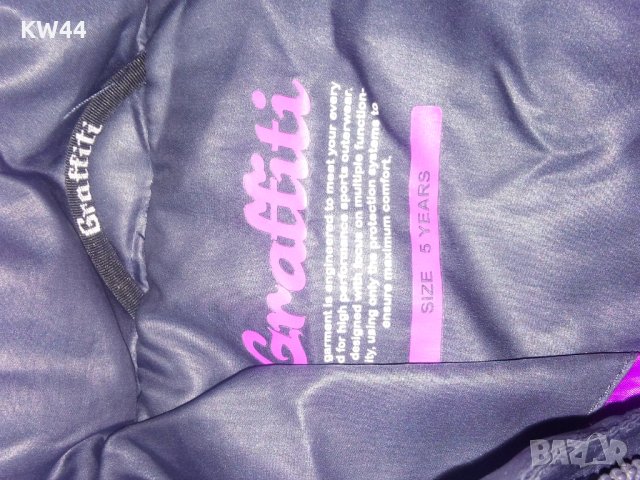 KW44
Graffiti
Graffiti
garment is engineered to meet your every
d for high performance sports outerwear.
designed with focus on multiple function-
ity, using only the protection systems to
ensure maximum comfort.
SIZE 5 YEARS
BAZAR